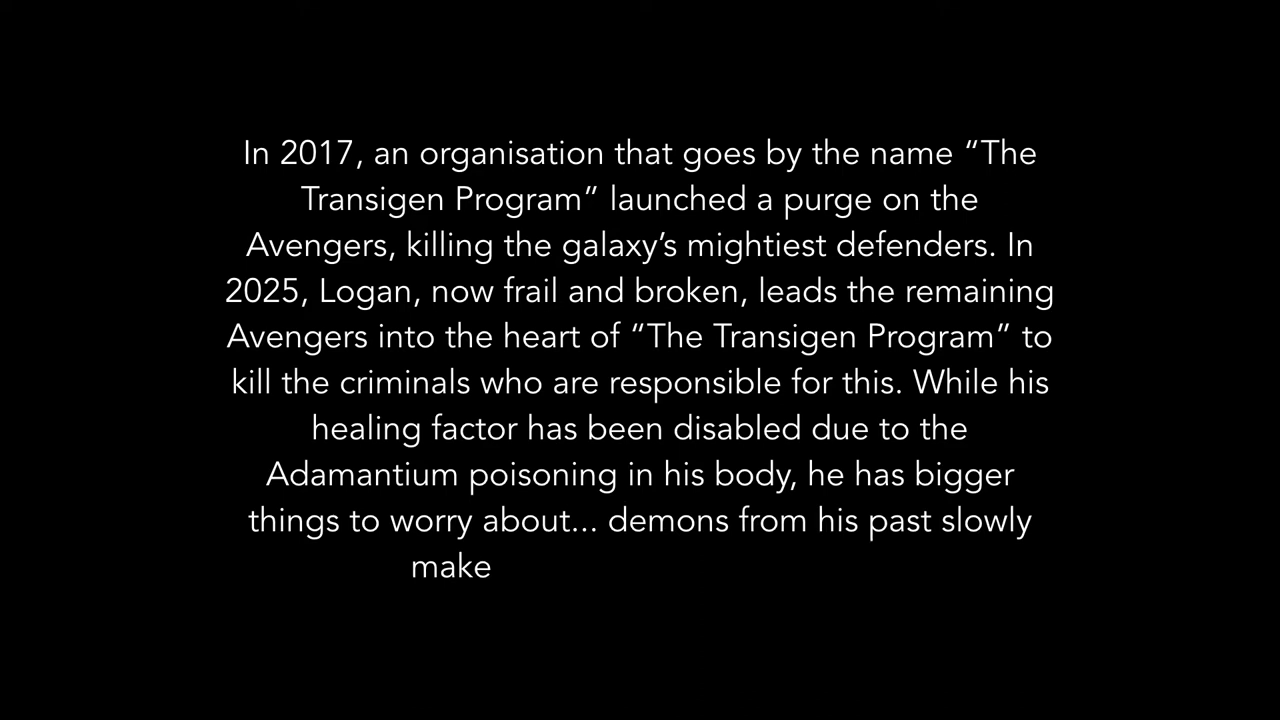 In 2017, an organisation that goes by the name “The
Transigen Program” launched a purge on the
Avengers, killing the galaxy’s mightiest defenders. In
2025, Logan, now frail and broken, leads the remaining
Avengers into the heart of “The Transigen Program” to
kill the criminals who are responsible for this. While his
healing factor has been disabled due to the
Adamantium poisoning in his body, he has bigger
things to worry about... demons from his past slowly
make